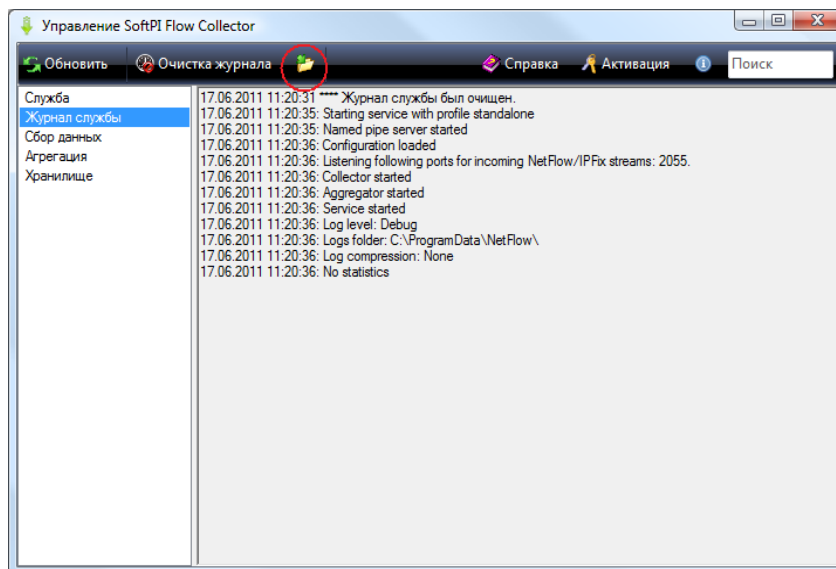 Управление SoftPI Flow Collector
Обновить Очистка журнала Справка Активация Поиск
Служба
Журнал службы
Сбор данных
Агрегация
Хранилище
17.06.2011 11:20:31 **** Журнал службы был очищен.
17.06.2011 11:20:35: Starting service with profile standalone
17.06.2011 11:20:35: Named pipe server started
17.06.2011 11:20:36: Configuration loaded
17.06.2011 11:20:36: Listening following ports for incoming NetFlow/IPFix streams: 2055.
17.06.2011 11:20:36: Collector started
17.06.2011 11:20:36: Aggregator started
17.06.2011 11:20:36: Service started
17.06.2011 11:20:36: Log level: Debug
17.06.2011 11:20:36: Logs folder: C:\ProgramData\NetFlow\
17.06.2011 11:20:36: Log compression: None
17.06.2011 11:20:36: No statistics